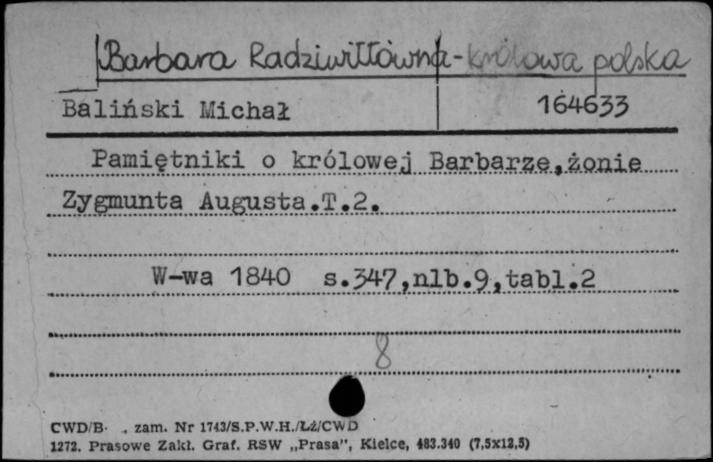 Barbara Radziwiłłówna - królowa polska
Baliński Michał 164633
Pamiętniki o królowej Barbarze,żonie
Zygmunta Augusta.T.2.
W-wa 1840 s.347,nlb.9,tabl.2
8
CWD/B- , zam. Nr 1743/S.P.W.H./Łż/CWD
1272. Prasowe Zakł. Graf. RSW „Prasa”, Kielce, 483.340 (7,5x12,5)